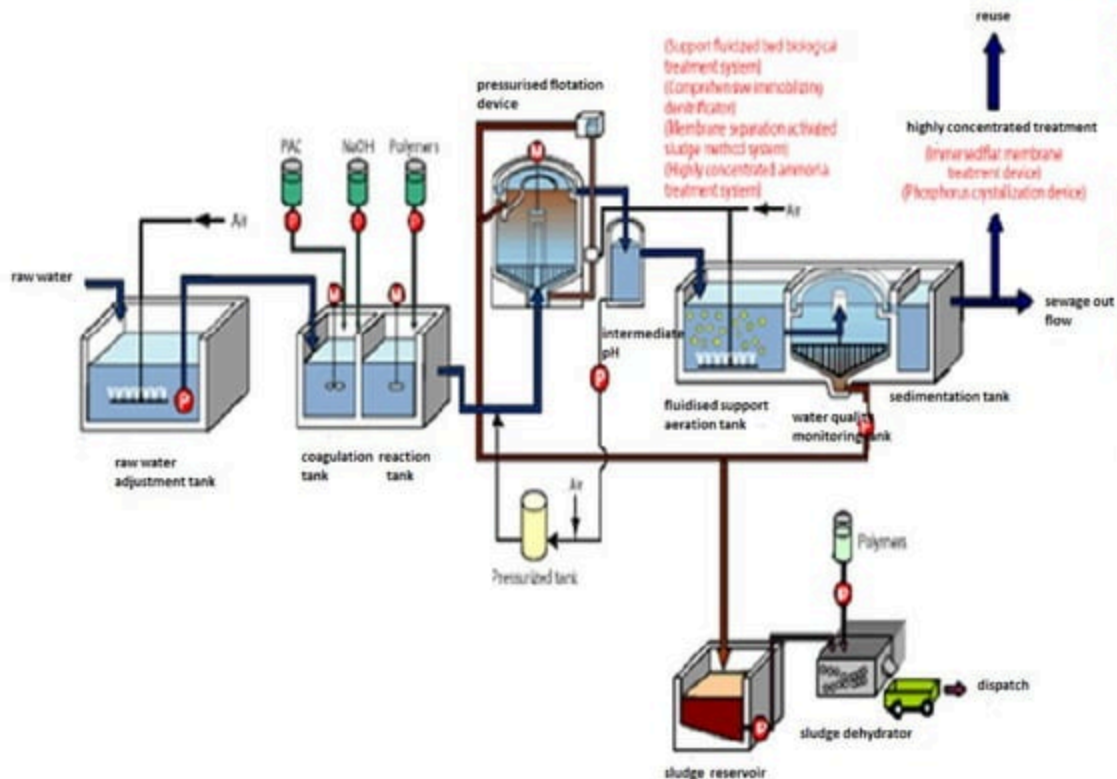 reuse
(Support fluidized bed biological
treatment system)
(Comprehensive immobilizing
denitrificator)
(Membrane separation activated
sludge method system)
(Highly concentrated ammonia
treatment system)
pressurised flotation
device
highly concentrated treatment
(Immersed flat membrane
treatment device)
(Phosphorus crystallization device)
PAC
NaOH
Polymers
M
P
P
P
Air
Air
raw water
M
M
P
intermediate
pH
P
sewage out
flow
fluidised support
aeration tank
water quality
monitoring tank
sedimentation tank
P
raw water
adjustment tank
coagulation
tank
reaction
tank
Air
Pressurized tank
Polymers
P
dispatch
P
sludge dehydrator
sludge reservoir